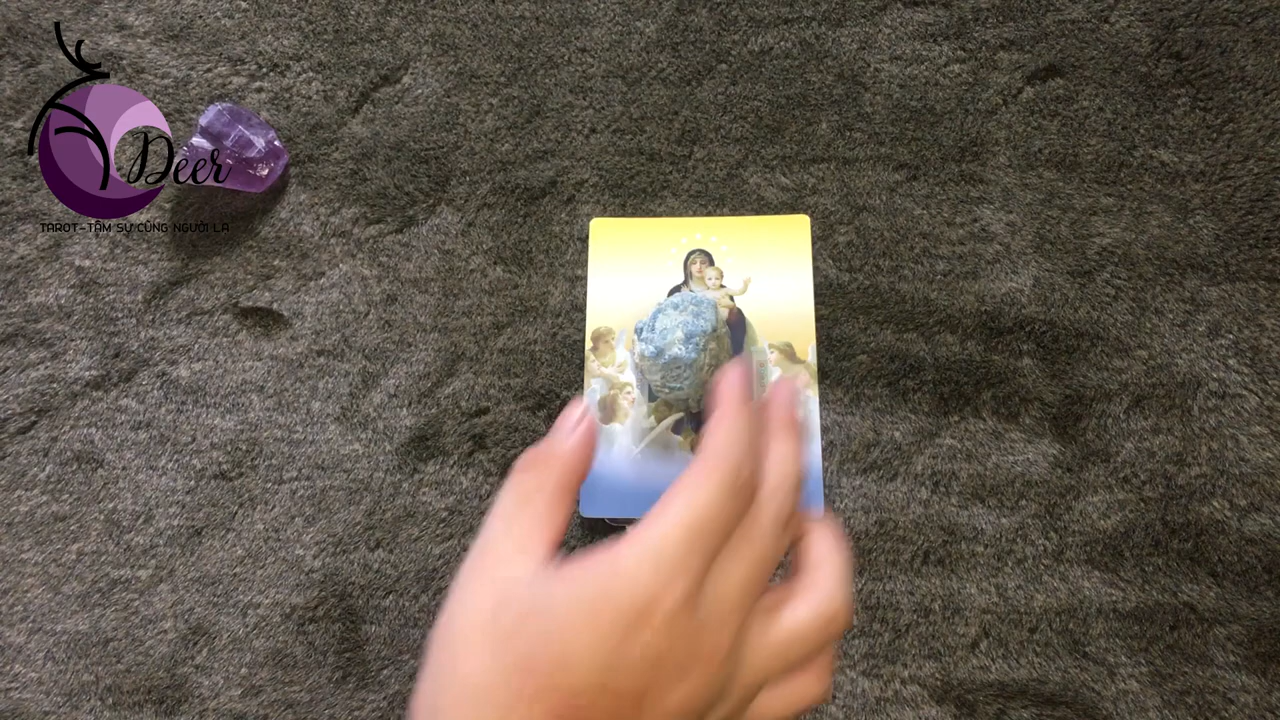 Deer
TAROT-TÂM SỰ CÙNG NGƯỜI LẠ